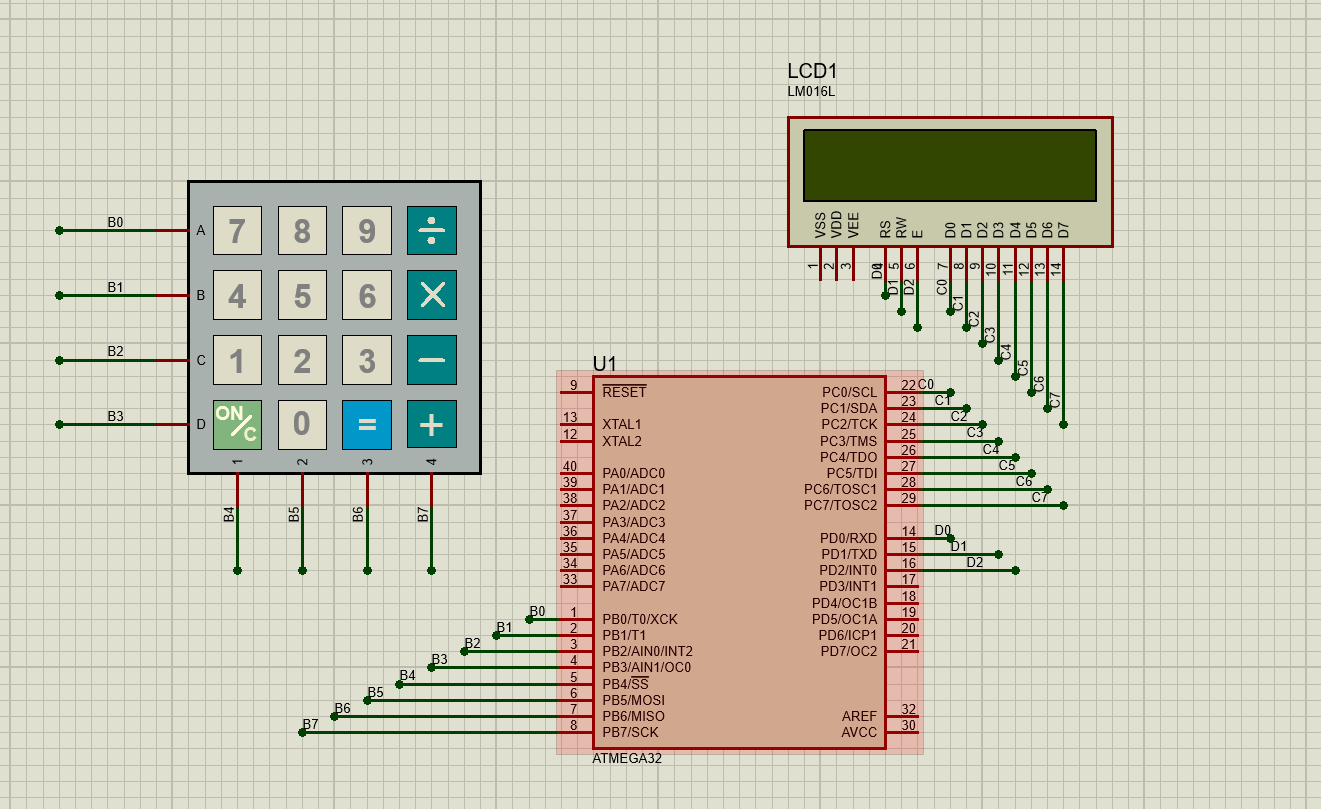 LCD1
LM016L
VSS
VDD
VEE
RS
RW
E
D0
D1
D2
D3
D4
D5
D6
D7
1
2
3
5
6
7
8
9
10
11
12
13
14
D0
D1
D2
C0
C1
C2
C3
C4
C5
C6
C7
B0 A 7 8 9 ÷
B1 B 4 5 6 ×
B2 C 1 2 3 −
B3 D ON/C 0 = +
1 2 3 4
B4 B5 B6 B7
U1
9 RESET PC0/SCL 22 C0
PC1/SDA 23 C1
13 XTAL1 PC2/TCK 24 C2
12 XTAL2 PC3/TMS 25 C3
PC4/TDO 26 C4
40 PA0/ADC0 PC5/TDI 27 C5
39 PA1/ADC1 PC6/TOSC1 28 C6
38 PA2/ADC2 PC7/TOSC2 29 C7
37 PA3/ADC3
36 PA4/ADC4 PD0/RXD 14 D0
35 PA5/ADC5 PD1/TXD 15 D1
34 PA6/ADC6 PD2/INT0 16 D2
33 PA7/ADC7 PD3/INT1 17
PD4/OC1B 18
B0 1 PB0/T0/XCK PD5/OC1A 19
B1 2 PB1/T1 PD6/ICP1 20
B2 3 PB2/AIN0/INT2 PD7/OC2 21
B3 4 PB3/AIN1/OC0
B4 5 PB4/SS
B5 6 PB5/MOSI
B6 7 PB6/MISO AREF 32
B7 8 PB7/SCK AVCC 30
ATMEGA32